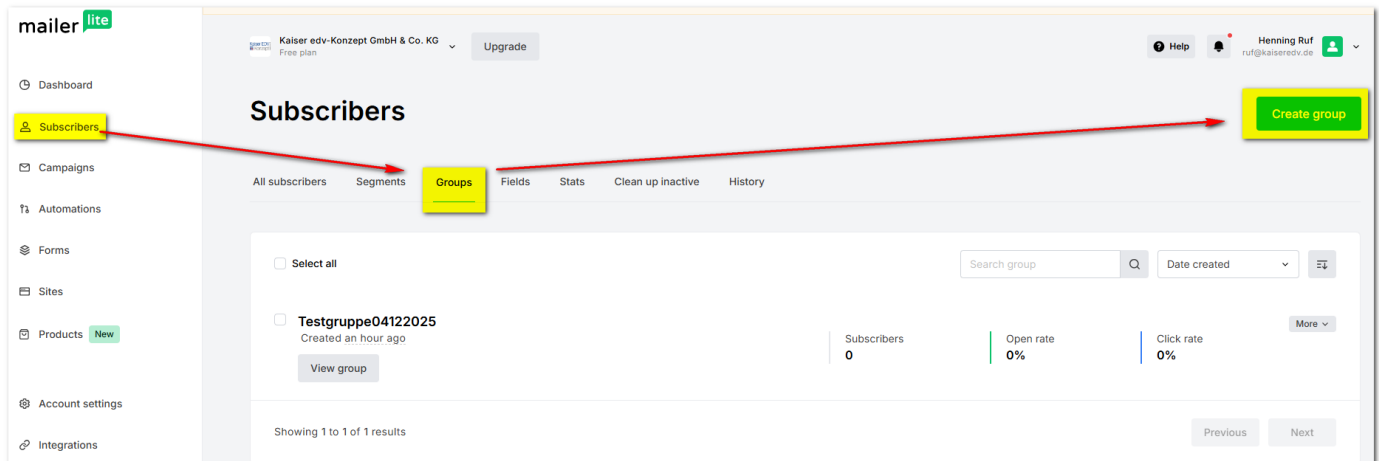 mailer lite
Kaiser edv-Konzept GmbH & Co. KG
Free plan
Upgrade
Help
Henning Ruf
ruf@kaiseredv.de
Dashboard
Subscribers
Campaigns
Automations
Forms
Sites
Products New
Account settings
Integrations
Subscribers
Create group
All subscribers Segments Groups Fields Stats Clean up inactive History
Select all
Search group
Date created
Testgruppe04122025
Created an hour ago
View group
Subscribers
0
Open rate
0%
Click rate
0%
More
Showing 1 to 1 of 1 results
Previous
Next